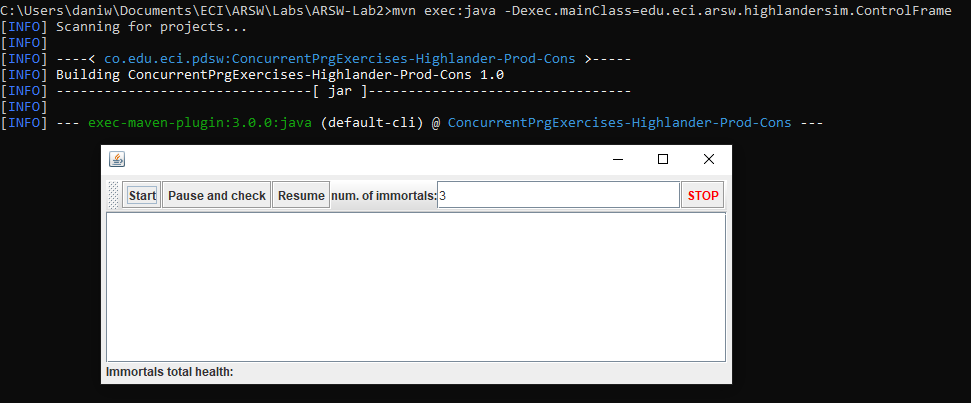 C:\Users\daniw\Documents\ECI\ARSW\Labs\ARSW-Lab2>mvn exec:java -Dexec.mainClass=edu.eci.arsw.highlandersim.ControlFrame
[INFO] Scanning for projects...
[INFO]
[INFO] ----< co.edu.eci.pdsw:ConcurrentPrgExercises-Highlander-Prod-Cons >-----
[INFO] Building ConcurrentPrgExercises-Highlander-Prod-Cons 1.0
[INFO] --------------------------------[ jar ]---------------------------------
[INFO]
[INFO] --- exec-maven-plugin:3.0.0:java (default-cli) @ ConcurrentPrgExercises-Highlander-Prod-Cons ---
Start Pause and check Resume num. of immortals: 3 STOP
Immortals total health: